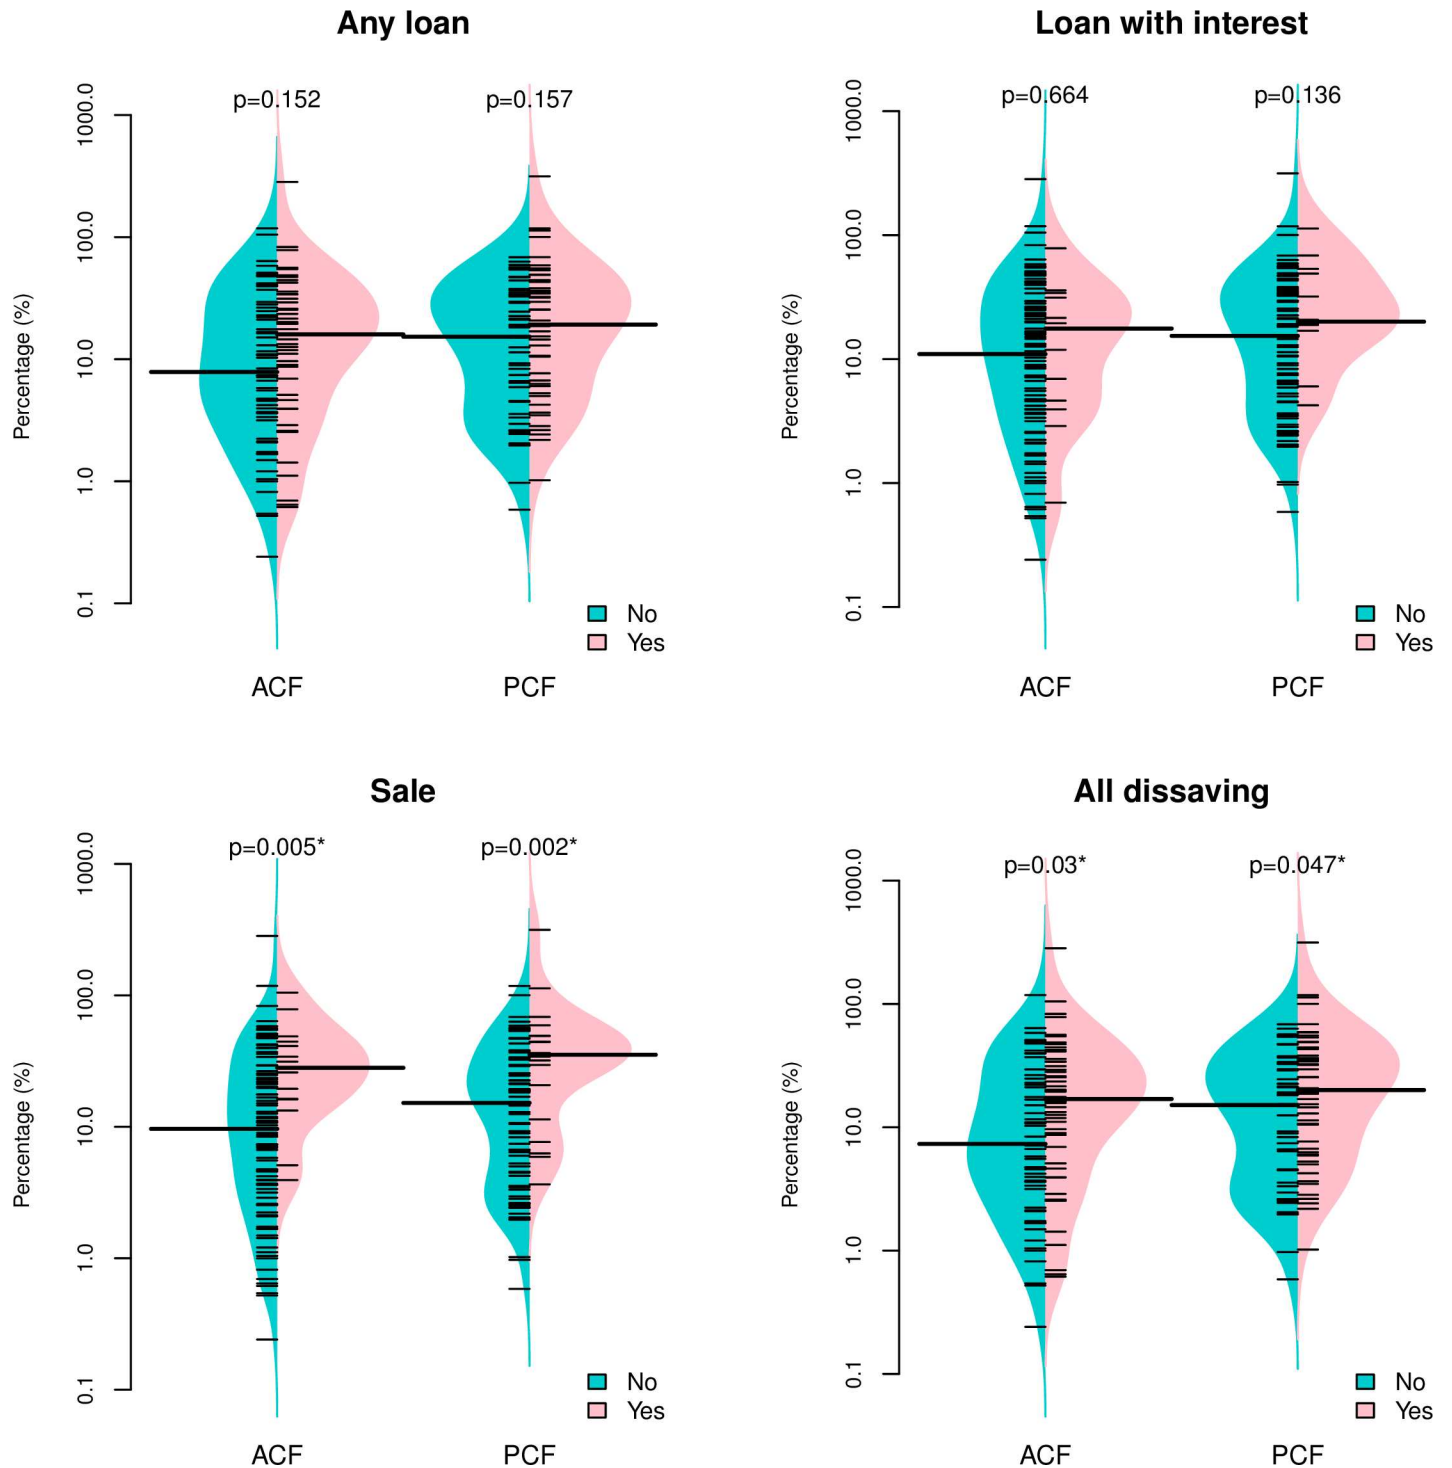 Any loan
p=0.152 p=0.157
Percentage (%)
1000.0
100.0
10.0
1.0
0.1
No
Yes
ACF PCF
Loan with interest
p=0.664 p=0.136
Percentage (%)
1000.0
100.0
10.0
1.0
0.1
No
Yes
ACF PCF
Sale
p=0.005* p=0.002*
Percentage (%)
1000.0
100.0
10.0
1.0
0.1
No
Yes
ACF PCF
All dissaving
p=0.03* p=0.047*
Percentage (%)
1000.0
100.0
10.0
1.0
0.1
No
Yes
ACF PCF